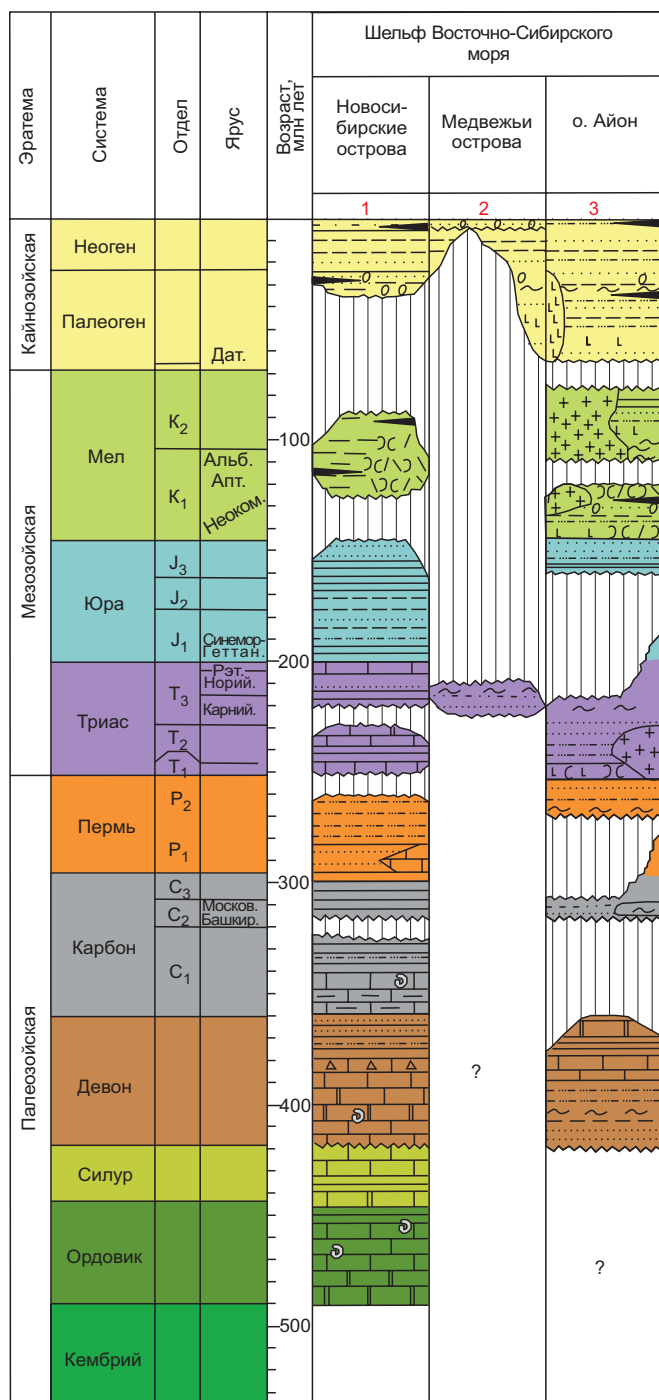 Эратема
Система
Отдел
Ярус
Возраст,
млн лет
Шельф Восточно-Сибирского
моря
Новоси-
бирские
острова
Медвежьи
острова
о. Айон
1
2
3
Кайнозойская
Неоген
Палеоген
Дат.
Мезозойская
Мел
K2
K1
Альб.
Апт.
Неоком.
100
Юра
J3
J2
J1
Синемор-
Геттан.
200
Триас
T3
T2
T1
Рэт.
Норий.
Карний.
Палеозойская
Пермь
P2
P1
300
Карбон
C3
C2
C1
Москов.
Башкир.
Девон
?
400
Силур
Ордовик
?
500
Кембрий